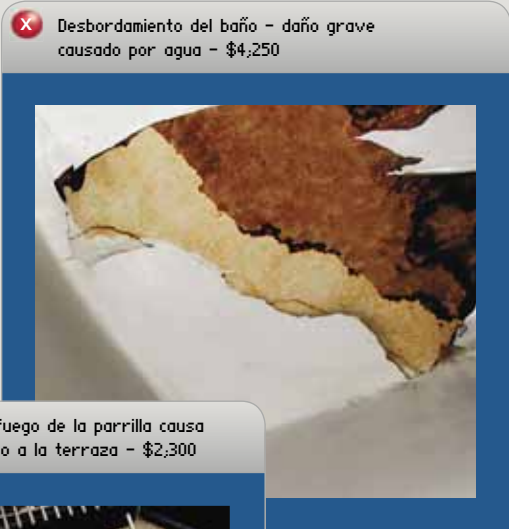 Desbordamiento del baño - daño grave
causado por agua - $4,250
fuego de la parrilla causa
o a la terraza - $2,300